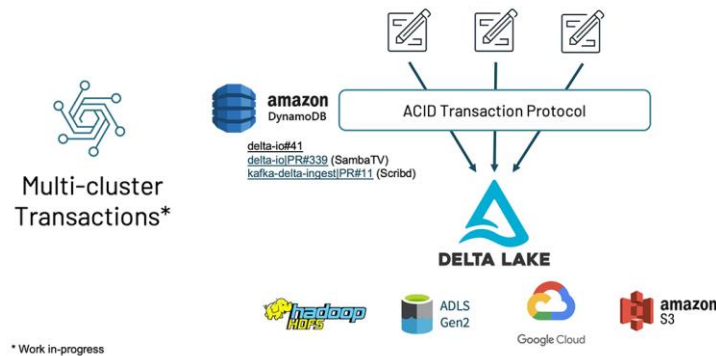 amazon
DynamoDB
ACID Transaction Protocol
delta-io#41
delta-io|PR#339 (SambaTV)
kafka-delta-ingest|PR#11 (Scribd)
Multi-cluster
Transactions*
DELTA LAKE
hadoop
HDFS
ADLS
Gen2
Google Cloud
amazon
S3
* Work in-progress